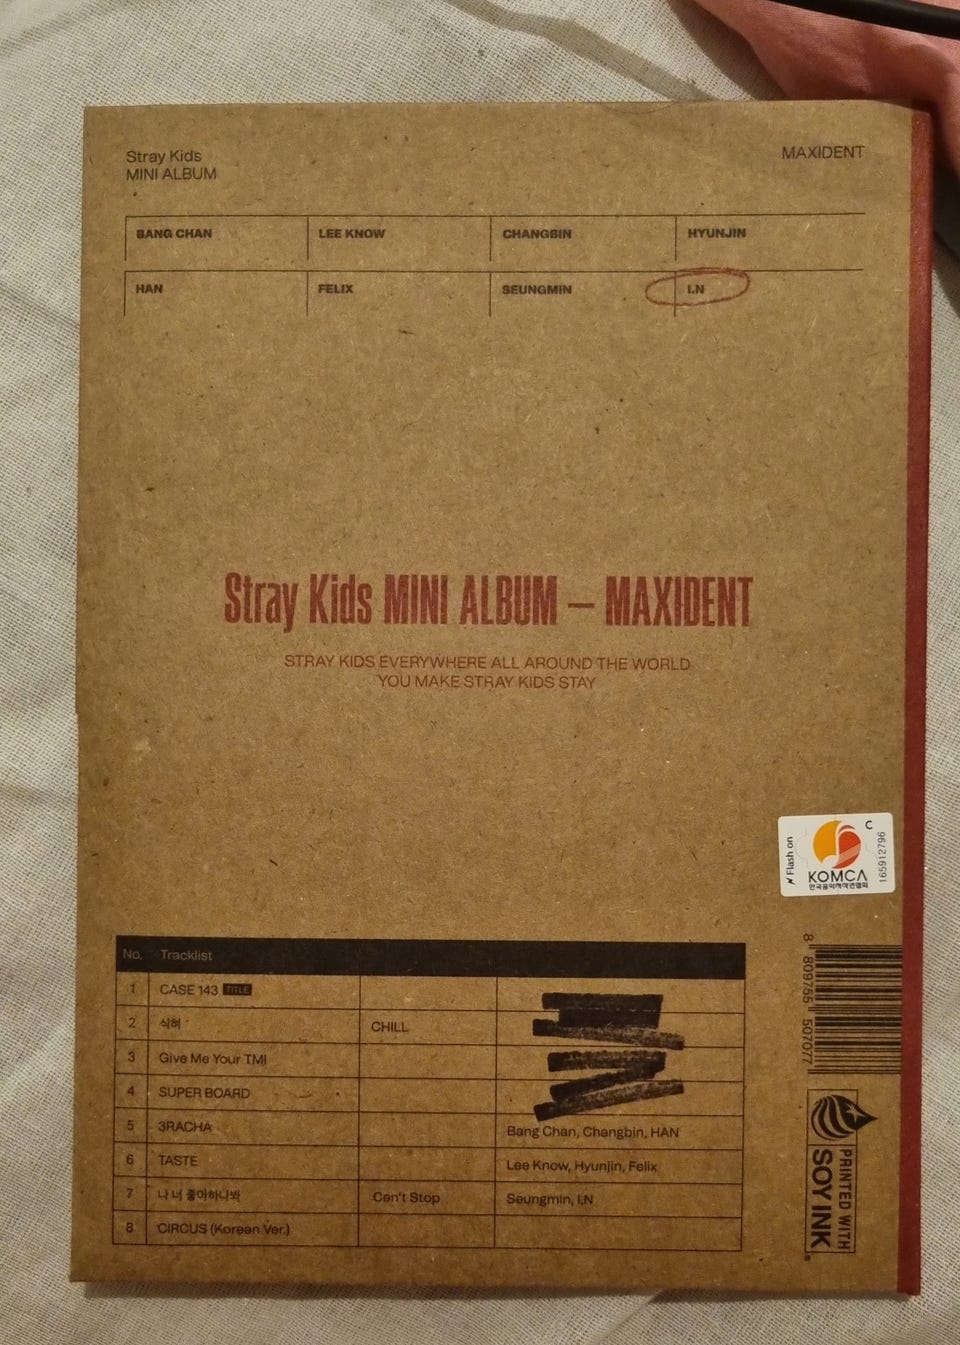 Stray Kids
MINI ALBUM
MAXIDENT
BANG CHAN LEE KNOW CHANGBIN HYUNJIN
HAN FELIX SEUNGMIN I.N
Stray Kids MINI ALBUM — MAXIDENT
STRAY KIDS EVERYWHERE ALL AROUND THE WORLD
YOU MAKE STRAY KIDS STAY
Flash on
C
KOMCA
한국음악저작권협회
165912796
No. Tracklist
1 CASE 143 TITLE
2 식혀 CHILL
3 Give Me Your TMI
4 SUPER BOARD
5 3RACHA Bang Chan, Changbin, HAN
6 TASTE Lee Know, Hyunjin, Felix
7 나 너 좋아하나봐 Can't Stop Seungmin, I.N
8 CIRCUS (Korean Ver.)
8 809755 507077
PRINTED WITH
SOY INK